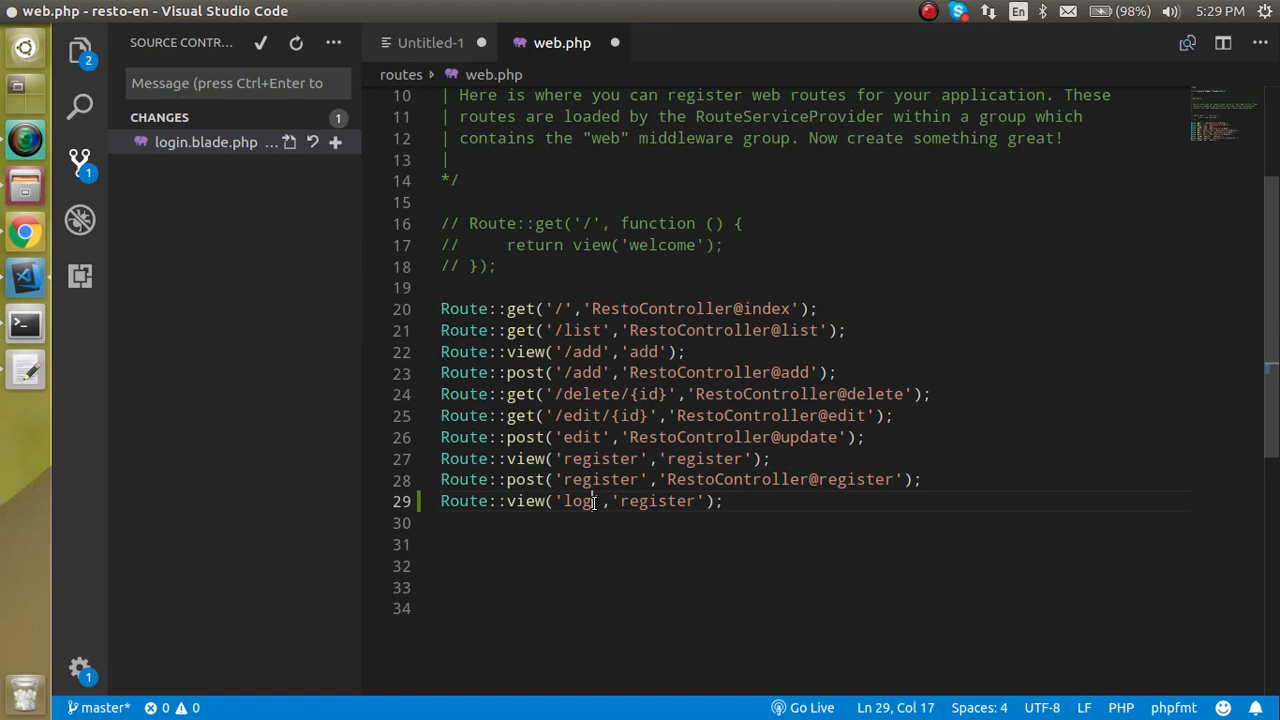 web.php - resto-en - Visual Studio Code
En
(98%)
5:29 PM
SOURCE CONTR...
Untitled-1
web.php
2
Message (press Ctrl+Enter to
routes
web.php
CHANGES
1
login.blade.php ...
1
10 | Here is where you can register web routes for your application. These
11 | routes are loaded by the RouteServiceProvider within a group which
12 | contains the "web" middleware group. Now create something great!
13 |
14 */
15
16 // Route::get('/', function () {
17 //     return view('welcome');
18 // });
19
20 Route::get('/','RestoController@index');
21 Route::get('/list','RestoController@list');
22 Route::view('/add','add');
23 Route::post('/add','RestoController@add');
24 Route::get('/delete/{id}','RestoController@delete');
25 Route::get('/edit/{id}','RestoController@edit');
26 Route::post('edit','RestoController@update');
27 Route::view('register','register');
28 Route::post('register','RestoController@register');
29 Route::view('log','register');
30
31
32
33
34
1
master*
0
0
Go Live
Ln 29, Col 17
Spaces: 4
UTF-8
LF
PHP
phpfmt